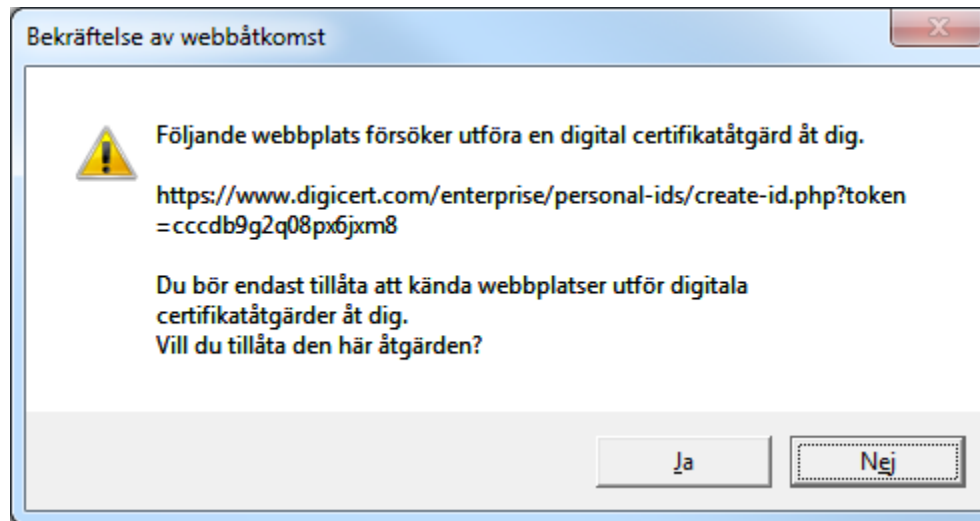 Bekräftelse av webbåtkomst
Följande webbplats försöker utföra en digital certifikatåtgärd åt dig.
https://www.digicert.com/enterprise/personal-ids/create-id.php?token
=cccdb9g2q08px6jxm8
Du bör endast tillåta att kända webbplatser utför digitala
certifikatåtgärder åt dig.
Vill du tillåta den här åtgärden?
Ja
Nej